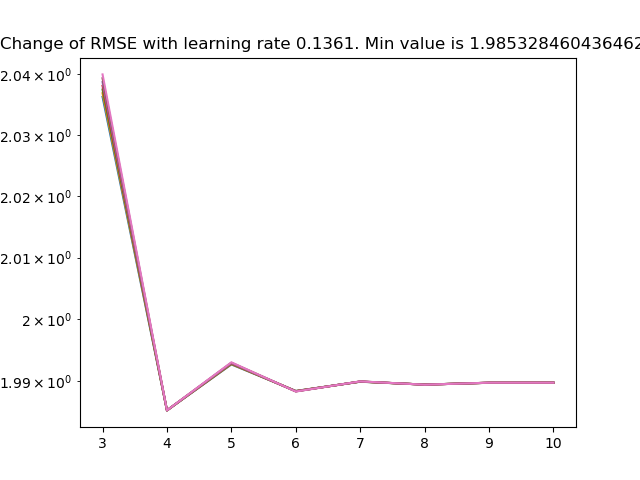 Change of RMSE with learning rate 0.1361. Min value is 1.985328460436462
2.04 × 10⁰
2.03 × 10⁰
2.02 × 10⁰
2.01 × 10⁰
2 × 10⁰
1.99 × 10⁰
3 4 5 6 7 8 9 10